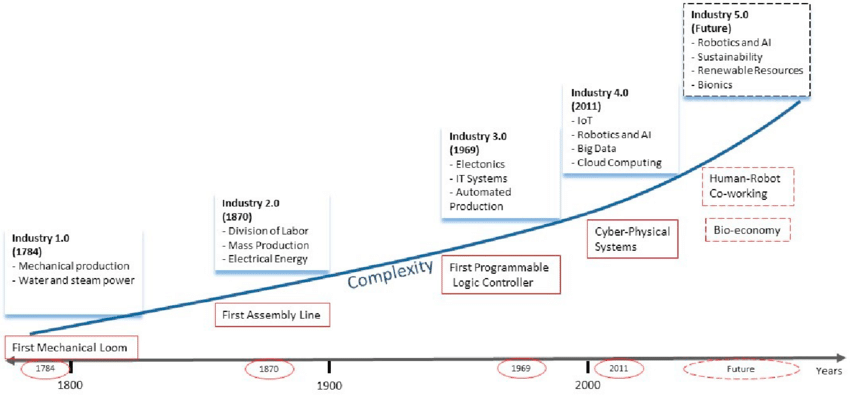 Industry 1.0
(1784)
- Mechanical production
- Water and steam power
First Mechanical Loom
Industry 2.0
(1870)
- Division of Labor
- Mass Production
- Electrical Energy
First Assembly Line
Complexity
Industry 3.0
(1969)
- Electonics
- IT Systems
- Automated
Production
First Programmable
Logic Controller
Industry 4.0
(2011)
- IoT
- Robotics and AI
- Big Data
- Cloud Computing
Cyber-Physical
Systems
Industry 5.0
(Future)
- Robotics and AI
- Sustainability
- Renewable Resources
- Bionics
Human-Robot
Co-working
Bio-economy
1784
1870
1969
2011
Future
Years
1800
1900
2000